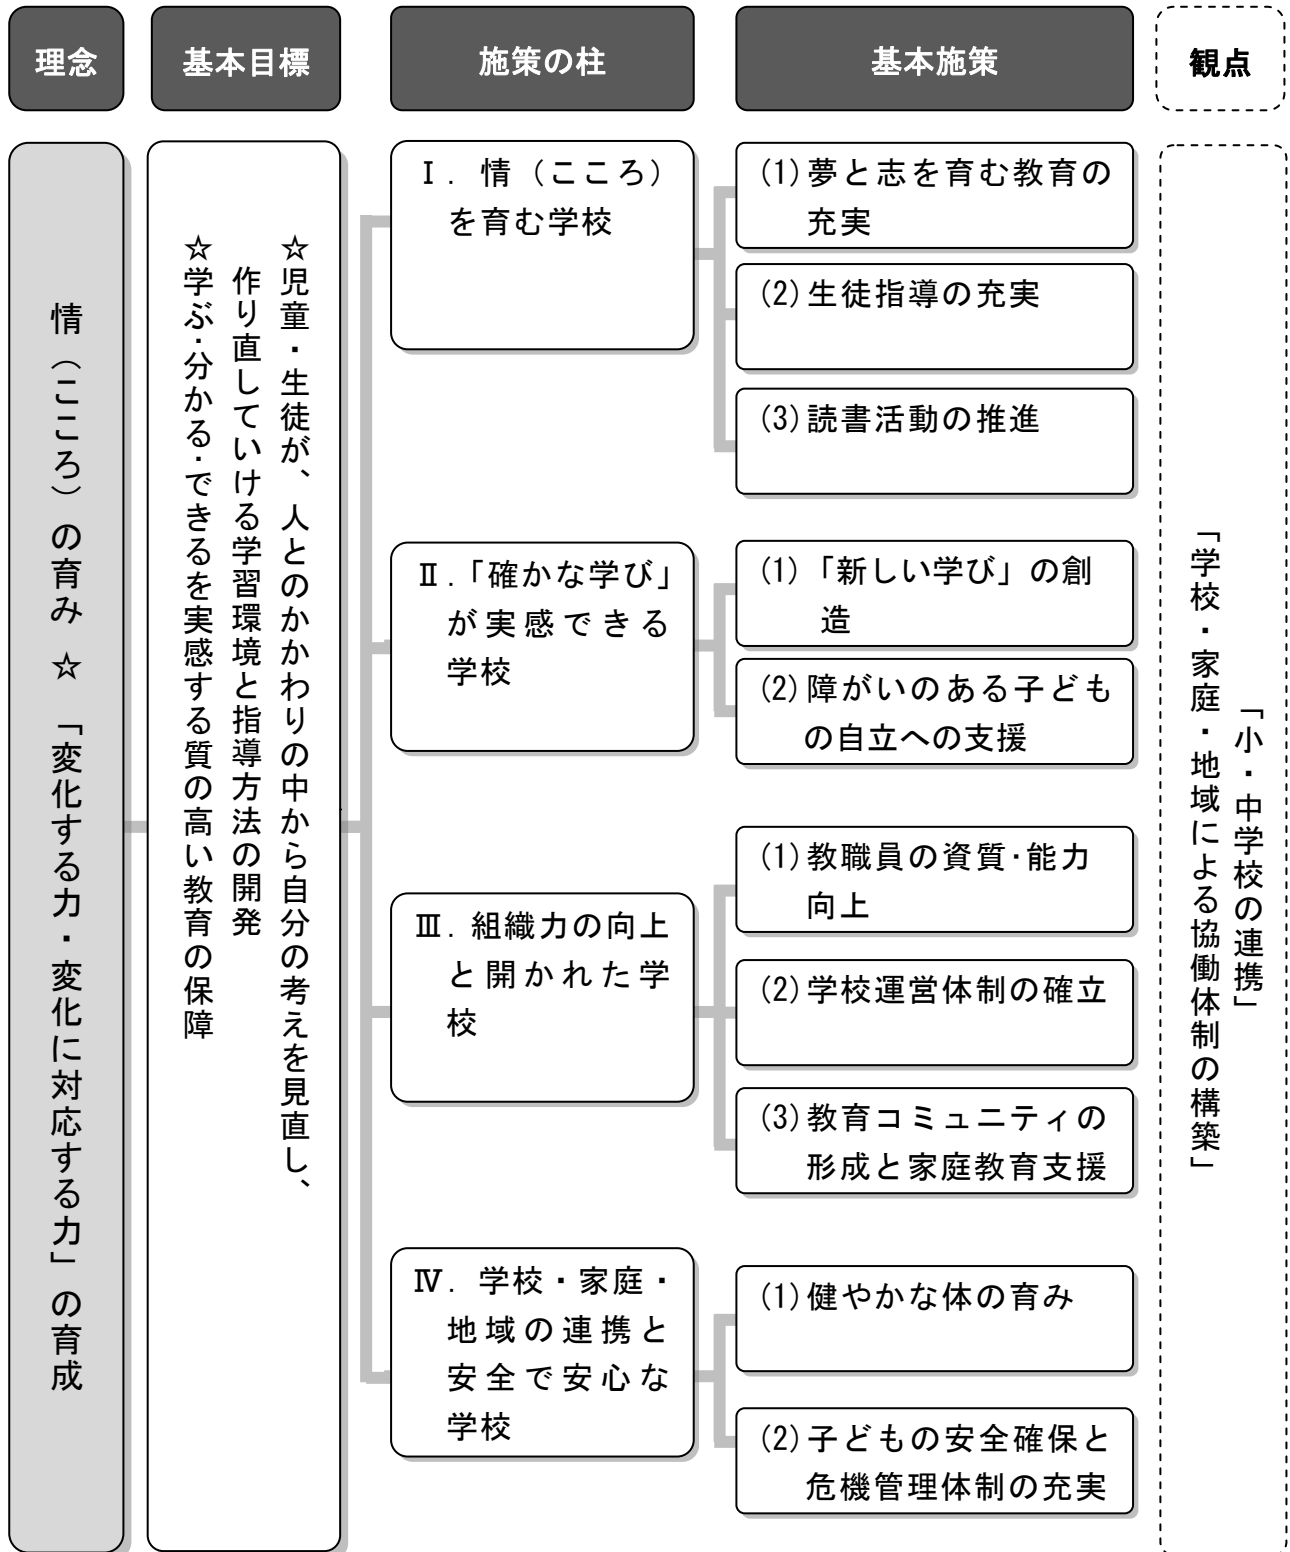 理念
基本目標
施策の柱
基本施策
観点
情（こころ）の育み ☆ 「変化する力・変化に対応する力」の育成
☆児童・生徒が、人とのかかわりの中から自分の考えを見直し、
作り直していける学習環境と指導方法の開発
☆学ぶ・分かる・できるを実感する質の高い教育の保障
Ⅰ．情（こころ）
を育む学校
(1)夢と志を育む教育の
充実
(2)生徒指導の充実
(3)読書活動の推進
Ⅱ．「確かな学び」
が実感できる
学校
(1)「新しい学び」の創
造
(2)障がいのある子ども
の自立への支援
Ⅲ．組織力の向上
と開かれた学
校
(1)教職員の資質・能力
向上
(2)学校運営体制の確立
(3)教育コミュニティの
形成と家庭教育支援
Ⅳ．学校・家庭・
地域の連携と
安全で安心な
学校
(1)健やかな体の育み
(2)子どもの安全確保と
危機管理体制の充実
「小・中学校の連携」
「学校・家庭・地域による協働体制の構築」